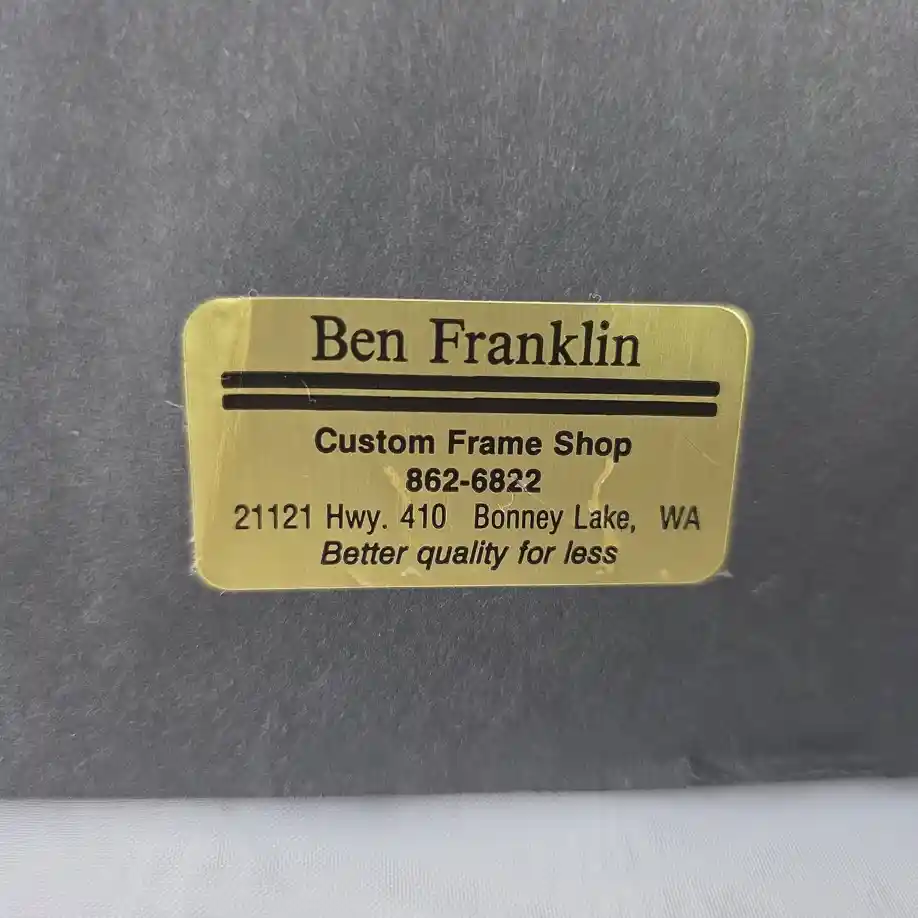 Ben Franklin
Custom Frame Shop
862-6822
21121 Hwy. 410 Bonney Lake, WA
Better quality for less